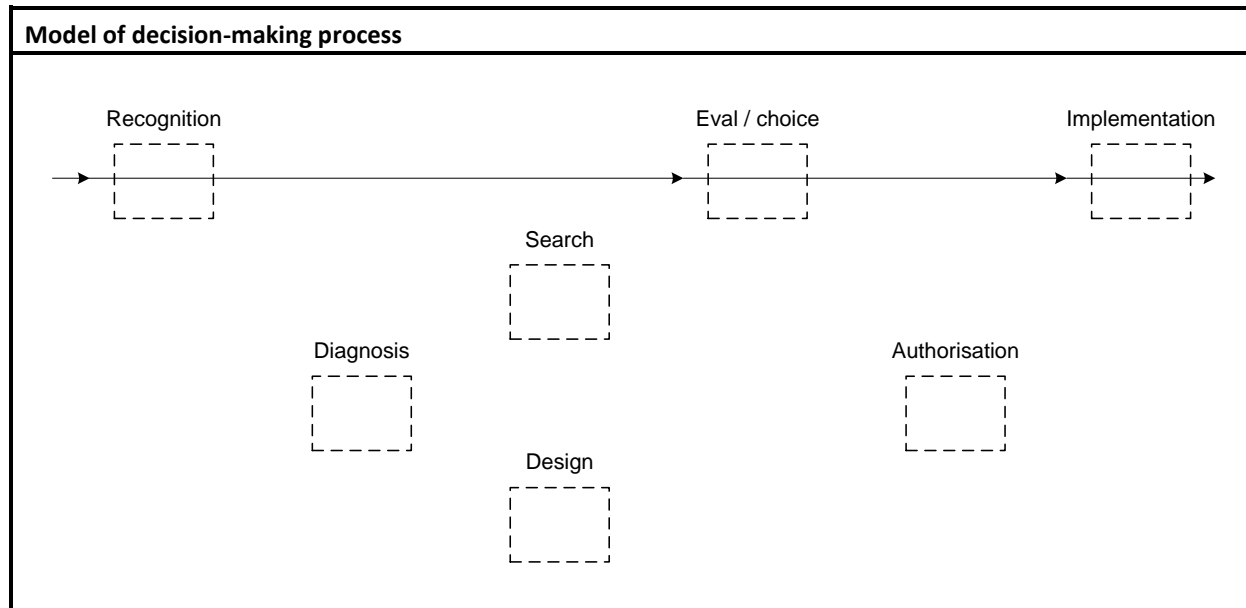 Model of decision-making process
Recognition
Eval / choice
Implementation
Search
Diagnosis
Authorisation
Design